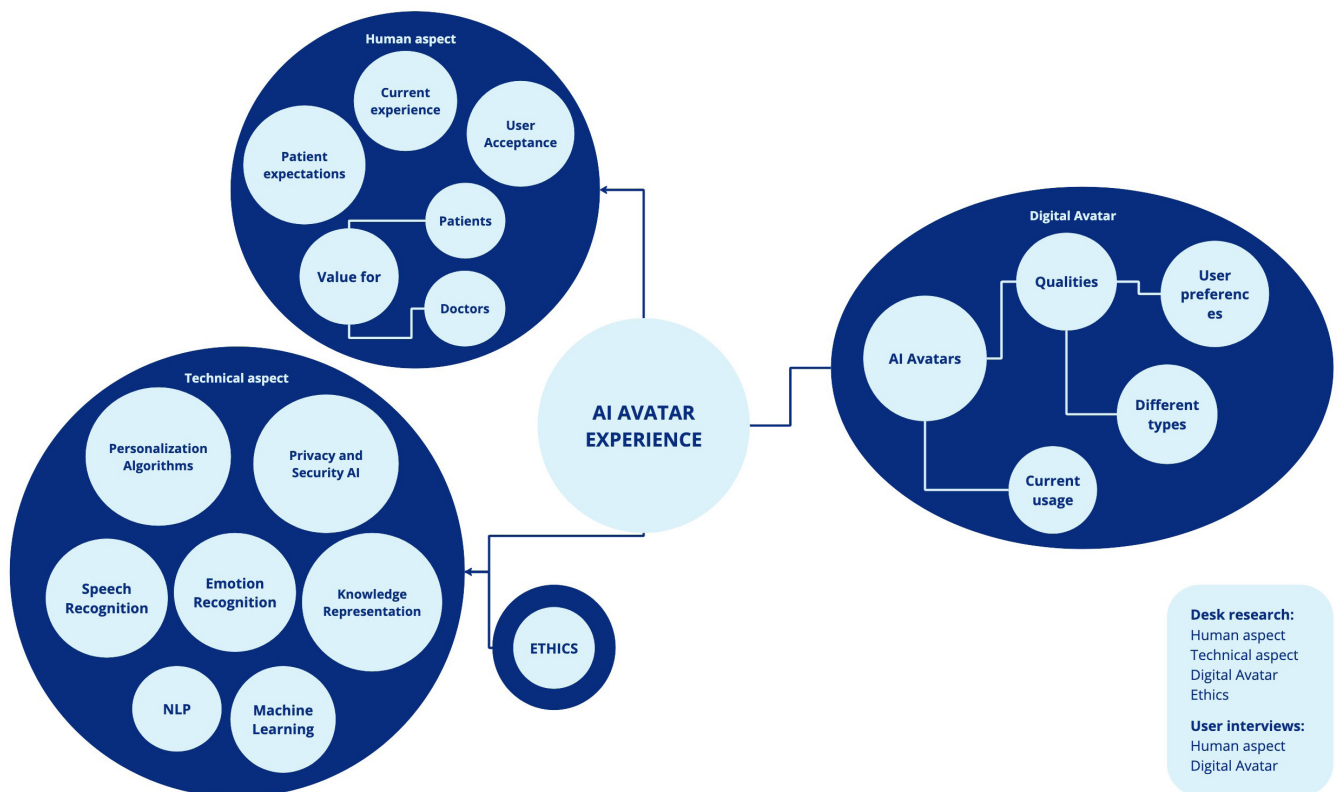 Human aspect
Current
experience
User
Acceptance
Patient
expectations
Patients
Value for
Doctors
Technical aspect
Personalization
Algorithms
Privacy and
Security AI
Speech
Recognition
Emotion
Recognition
Knowledge
Representation
NLP
Machine
Learning
AI AVATAR
EXPERIENCE
ETHICS
Digital Avatar
Qualities
User
preferenc
es
AI Avatars
Different
types
Current
usage
Desk research:
Human aspect
Technical aspect
Digital Avatar
Ethics
User interviews:
Human aspect
Digital Avatar